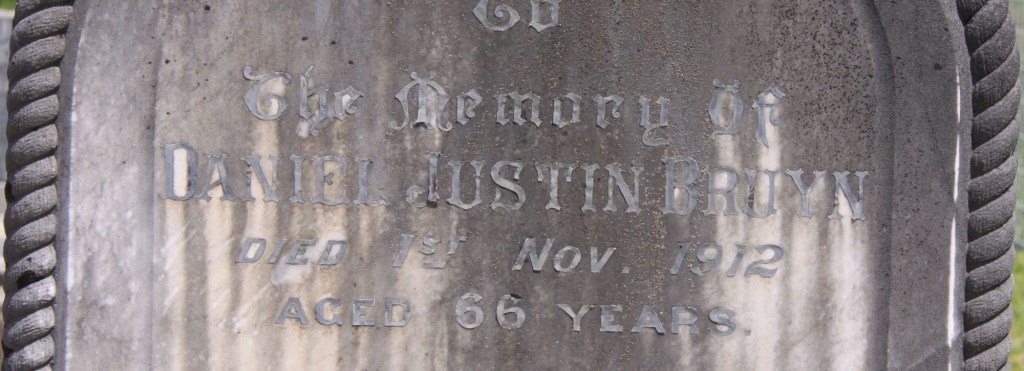 To
The Memory Of
DANIEL JUSTIN BRUYN
DIED 1ST NOV. 1912
AGED 66 YEARS.